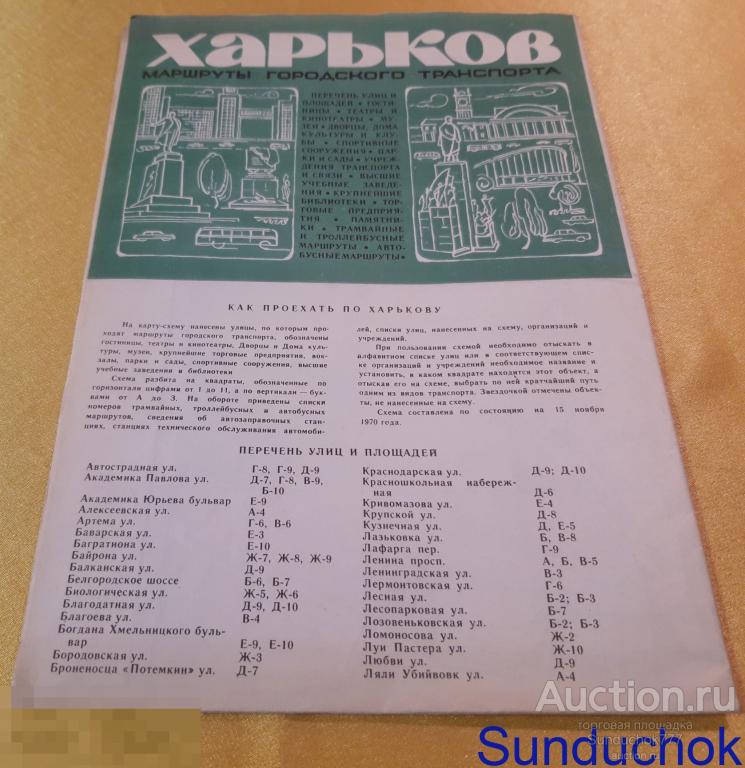 ХАРЬКОВ
МАРШРУТЫ ГОРОДСКОГО ТРАНСПОРТА
ПЕРЕЧЕНЬ УЛИЦ И
ПЛОЩАДЕЙ • ГОСТИ-
НИЦЫ • ТЕАТРЫ И
КИНОТЕАТРЫ • МУ-
ЗЕИ • ДВОРЦЫ, ДОМА
КУЛЬТУРЫ И КЛУ-
БЫ • СПОРТИВНЫЕ
СООРУЖЕНИЯ • ПАР-
КИ И САДЫ • УЧРЕЖ-
ДЕНИЯ ТРАНСПОРТА
И СВЯЗИ • ВЫСШИЕ
УЧЕБНЫЕ ЗАВЕДЕ-
НИЯ • КРУПНЕЙШИЕ
БИБЛИОТЕКИ • ТОР-
ГОВЫЕ ПРЕДПРИЯ-
ТИЯ • ПАМЯТНИ-
КИ • ТРАМВАЙНЫЕ
И ТРОЛЛЕЙБУСНЫЕ
МАРШРУТЫ • АВТО-
БУСНЫЕ МАРШРУТЫ •
КАК ПРОЕХАТЬ ПО ХАРЬКОВУ
На карту-схему нанесены улицы, по которым про-
ходят маршруты городского транспорта, обозначены
гостиницы, театры и кинотеатры, Дворцы и Дома куль-
туры, музеи, крупнейшие торговые предприятия, вок-
залы, парки и сады, спортивные сооружения, высшие
учебные заведения и библиотеки
Схема разбита на квадраты, обозначенные по
горизонтали цифрами от 1 до 11, а по вертикали — бук-
вами от А до З. На обороте приведены списки
номеров трамвайных, троллейбусных и автобусных
маршрутов, сведения об автозаправочных стан-
циях, станциях технического обслуживания автомоби-
лей, списки улиц, нанесенных на схему, организаций и
учреждений.
При пользовании схемой необходимо отыскать в
алфавитном списке улиц или в соответствующем спис-
ке организаций и учреждений необходимое название и
установить, в каком квадрате находится этот объект, а
отыскав его на схеме, выбрать по ней кратчайший путь
одним из видов транспорта. Звездочкой отмечены объек-
ты, не нанесенные на схему.
Схема составлена по состоянию на 15 ноября
1970 года.
ПЕРЕЧЕНЬ УЛИЦ И ПЛОЩАДЕЙ
Автострадная ул. Г-8, Г-9, Д-9
Академика Павлова ул. Д-7, Г-8, В-9,
Б-10
Академика Юрьева бульвар Е-9
Алексеевская ул. А-4
Артема ул. Г-6, В-6
Баварская ул. Е-3
Багратиона ул. Е-10
Байрона ул. Ж-7, Ж-8, Ж-9
Балканская ул. Д-9
Белгородское шоссе Б-6, Б-7
Биологическая ул. Ж-5, Ж-6
Благодатная ул. Д-9, Д-10
Благоева ул. В-4
Богдана Хмельницкого буль-
вар Е-9, Е-10
Бородовская ул. Ж-3
Броненосца «Потемкин» ул. Д-7
Краснодарская ул. Д-9; Д-10
Красношкольная набереж-
ная Д-6
Кривомазова ул. Е-4
Крупской ул. Д-8
Кузнечная ул. Д, Е-5
Лазьковка ул. Б, В-8
Лафарга пер. Г-9
Ленина просп. А, Б, В-5
Ленинградская ул. В-3
Лермонтовская ул. Г-6
Лесная ул. Б-2; Б-3
Лесопарковая ул. Б-7
Лозовеньковская ул. Б-2; Б-3
Ломоносова ул. Ж-2
Луи Пастера ул. Ж-10
Любви ул. Д-9
Ляли Убийвовк ул. А-4
Auction.ru
торговая площадка
Sunduchok777
auction.ru
Sunduchok